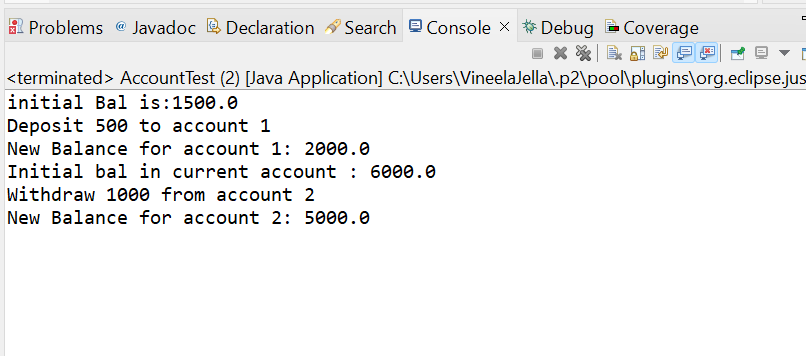 Problems @ Javadoc Declaration Search Console Debug Coverage
<terminated> AccountTest (2) [Java Application] C:\Users\VineelaJella\.p2\pool\plugins\org.eclipse.jus
initial Bal is:1500.0
Deposit 500 to account 1
New Balance for account 1: 2000.0
Initial bal in current account : 6000.0
Withdraw 1000 from account 2
New Balance for account 2: 5000.0